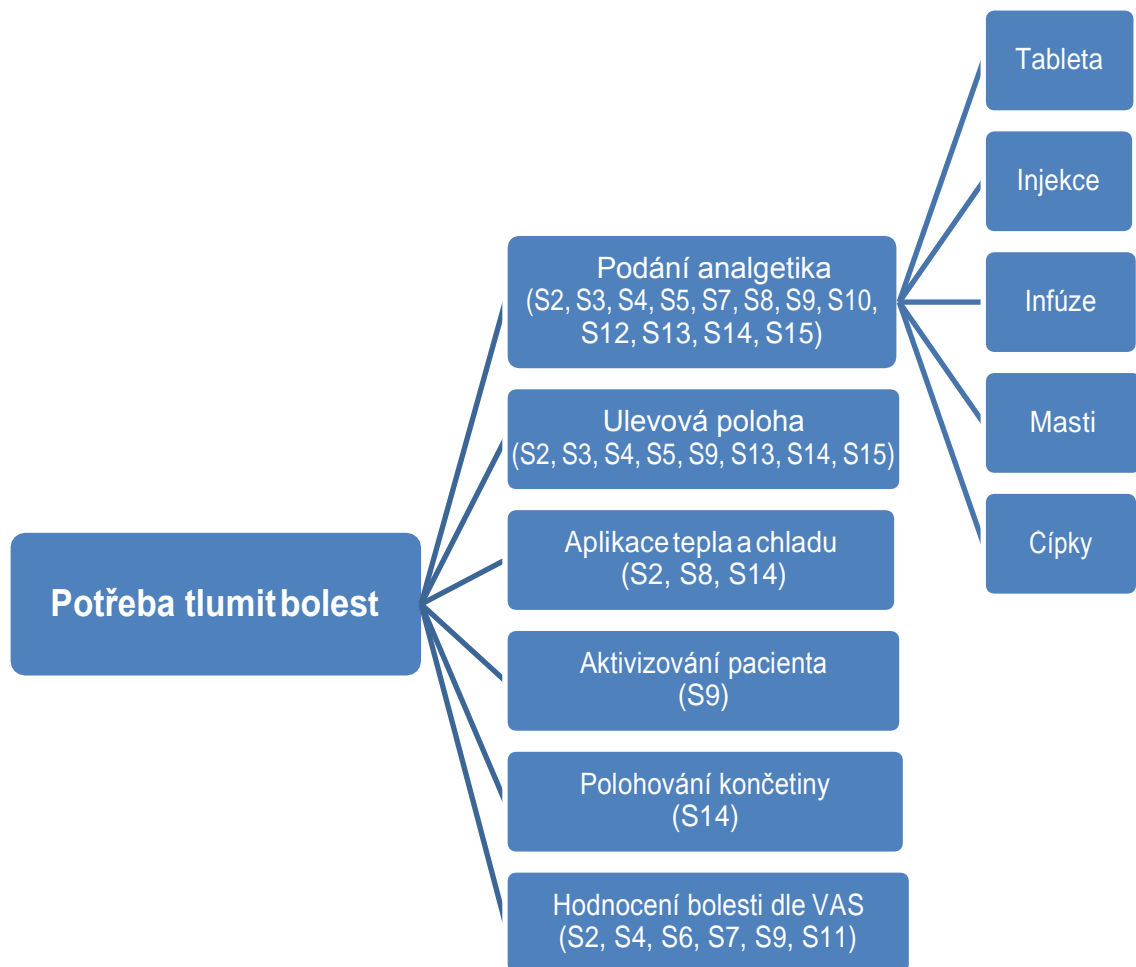 Potřeba tlumit bolest
Podání analgetika
(S2, S3, S4, S5, S7, S8, S9, S10,
S12, S13, S14, S15)
Ulevová poloha
(S2, S3, S4, S5, S9, S13, S14, S15)
Aplikace tepla a chladu
(S2, S8, S14)
Aktivizování pacienta
(S9)
Polohování končetiny
(S14)
Hodnocení bolesti dle VAS
(S2, S4, S6, S7, S9, S11)
Tableta
Injekce
Infúze
Masti
Cípky